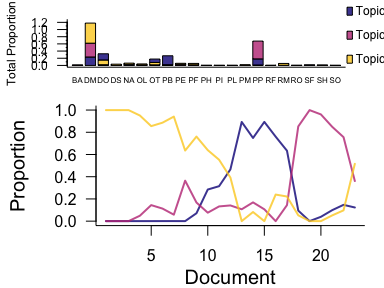 Total Proportion
1.2
1.0
0.8
0.6
0.4
0.2
0.0
BA DM DO DS NA OL OT PB PE PF PH PI PL PM PP RF RM RO SF SH SO
Topic
Topic
Topic
Proportion
1.0
0.8
0.6
0.4
0.2
0.0
5 10 15 20
Document